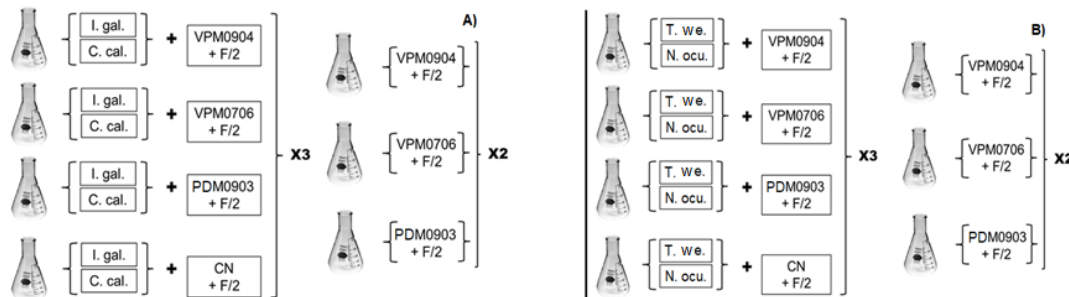 A)
I. gal.
C. cal.
+
VPM0904
+ F/2
I. gal.
C. cal.
+
VPM0706
+ F/2
I. gal.
C. cal.
+
PDM0903
+ F/2
I. gal.
C. cal.
+
CN
+ F/2
X3
VPM0904
+ F/2
VPM0706
+ F/2
PDM0903
+ F/2
X2
B)
T. we.
N. ocu.
+
VPM0904
+ F/2
T. we.
N. ocu.
+
VPM0706
+ F/2
T. we.
N. ocu.
+
PDM0903
+ F/2
T. we.
N. ocu.
+
CN
+ F/2
X3
VPM0904
+ F/2
VPM0706
+ F/2
PDM0903
+ F/2
X2